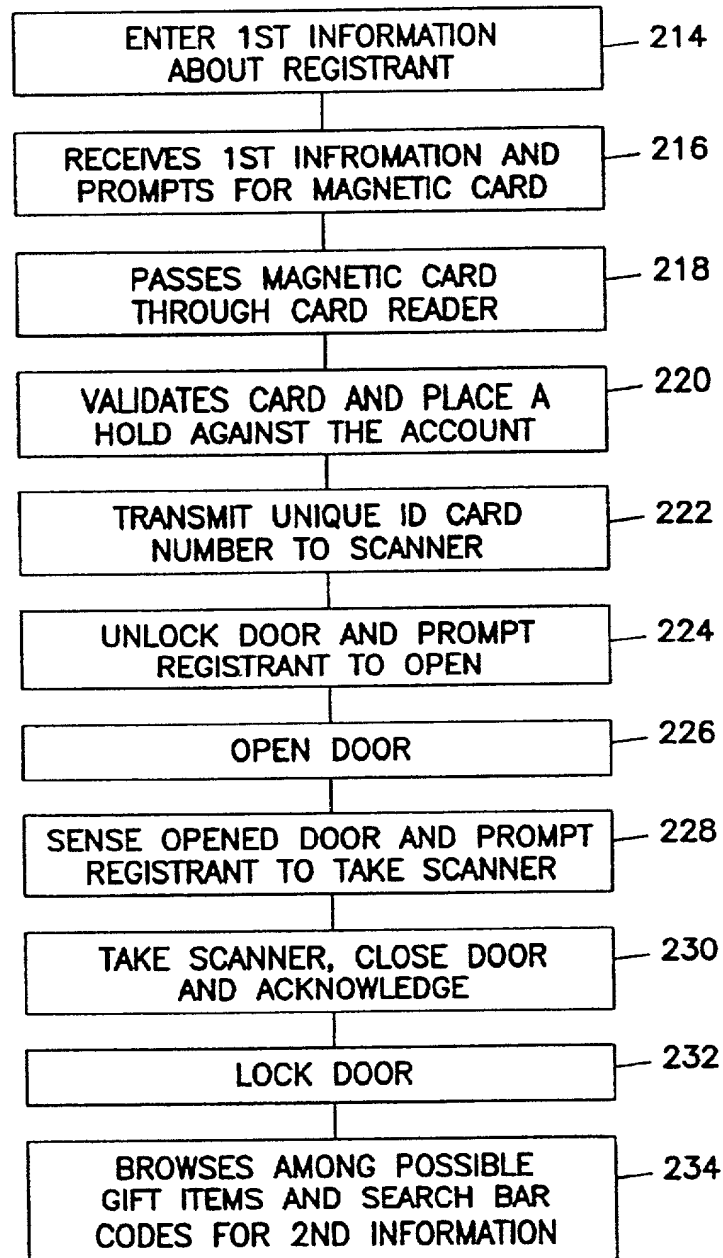 ENTER 1ST INFORMATION
ABOUT REGISTRANT
214
RECEIVES 1ST INFROMATION AND
PROMPTS FOR MAGNETIC CARD
216
PASSES MAGNETIC CARD
THROUGH CARD READER
218
VALIDATES CARD AND PLACE A
HOLD AGAINST THE ACCOUNT
220
TRANSMIT UNIQUE ID CARD
NUMBER TO SCANNER
222
UNLOCK DOOR AND PROMPT
REGISTRANT TO OPEN
224
OPEN DOOR
226
SENSE OPENED DOOR AND PROMPT
REGISTRANT TO TAKE SCANNER
228
TAKE SCANNER, CLOSE DOOR
AND ACKNOWLEDGE
230
LOCK DOOR
232
BROWSES AMONG POSSIBLE
GIFT ITEMS AND SEARCH BAR
CODES FOR 2ND INFORMATION
234